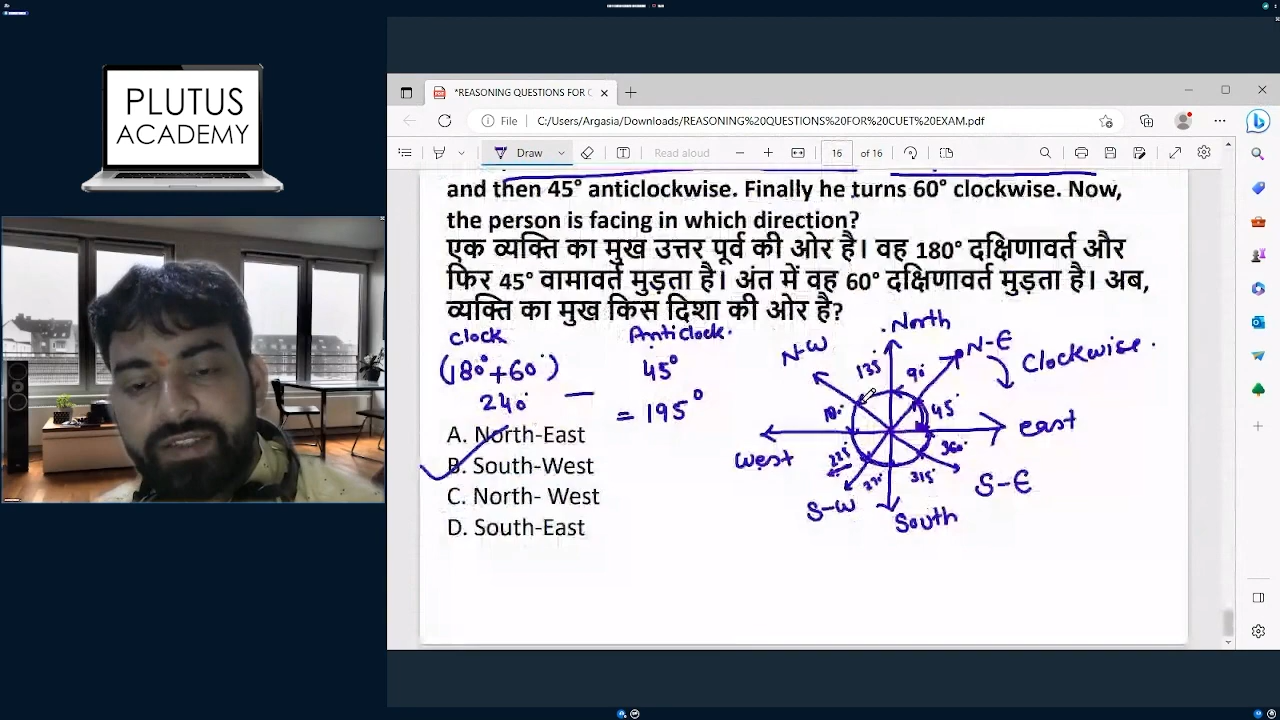 PLUTUS
ACADEMY
*REASONING QUESTIONS FOR C
File
C:/Users/Argasia/Downloads/REASONING%20QUESTIONS%20FOR%20CUET%20EXAM.pdf
Draw
Read aloud
16 of 16
and then 45° anticlockwise. Finally he turns 60° clockwise. Now,
the person is facing in which direction?
एक व्यक्ति का मुख उत्तर पूर्व की ओर है। वह 180° दक्षिणावर्त और
फिर 45° वामावर्त मुड़ता है। अंत में वह 60° दक्षिणावर्त मुड़ता है। अब,
व्यक्ति का मुख किस दिशा की ओर है?
Clock
Anticlock.
(180°+60°)
45°
240°
= 195°
A. North-East
B. South-West
C. North- West
D. South-East
North
N-W
N-E
Clockwise.
135°
90°
45°
east
west
225°
360°
315°
S-W
South
S-E